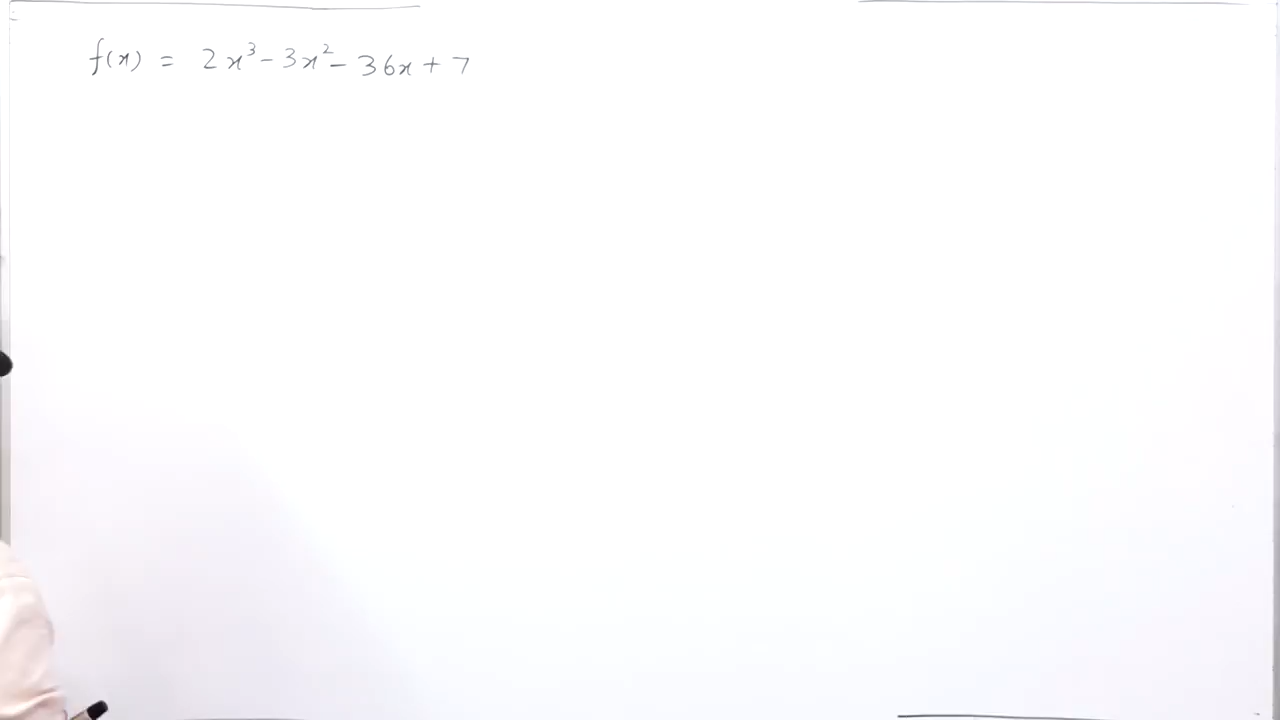 f(x) = 2x³ - 3x² - 36x + 7